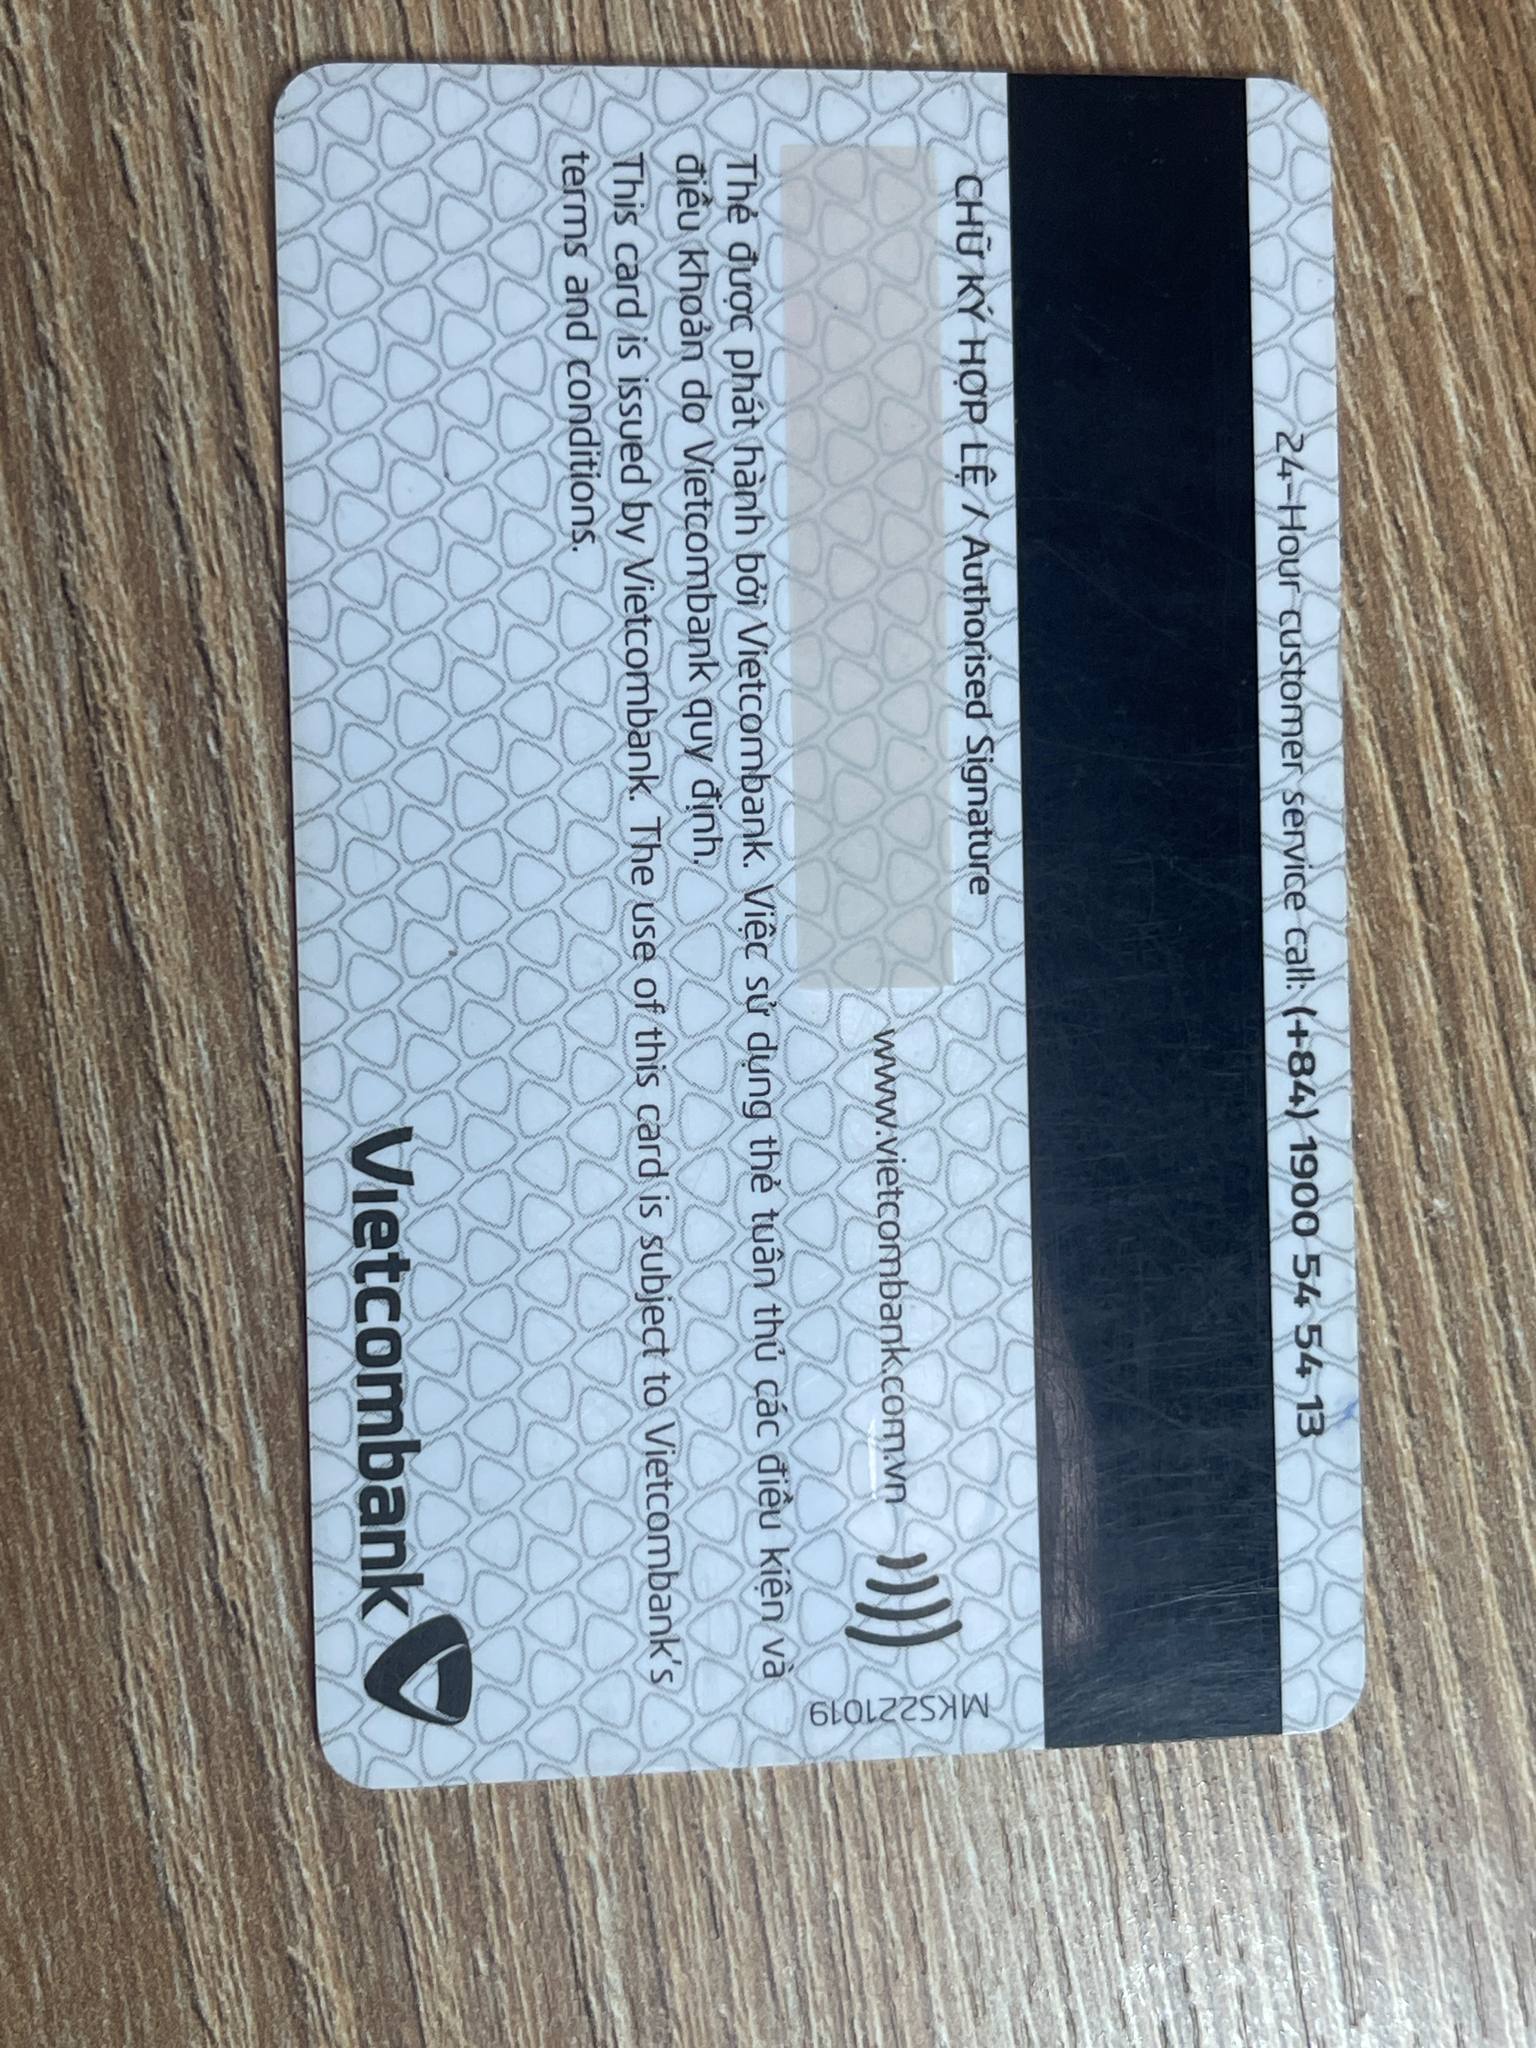 24-Hour customer service call: (+84) 1900 54 54 13
CHỮ KÝ HỢP LỆ / Authorised Signature
www.vietcombank.com.vn
MKS221019
Thẻ được phát hành bởi Vietcombank. Việc sử dụng thẻ tuân thủ các điều kiện và
điều khoản do Vietcombank quy định.
This card is issued by Vietcombank. The use of this card is subject to Vietcombank's
terms and conditions.
Vietcombank